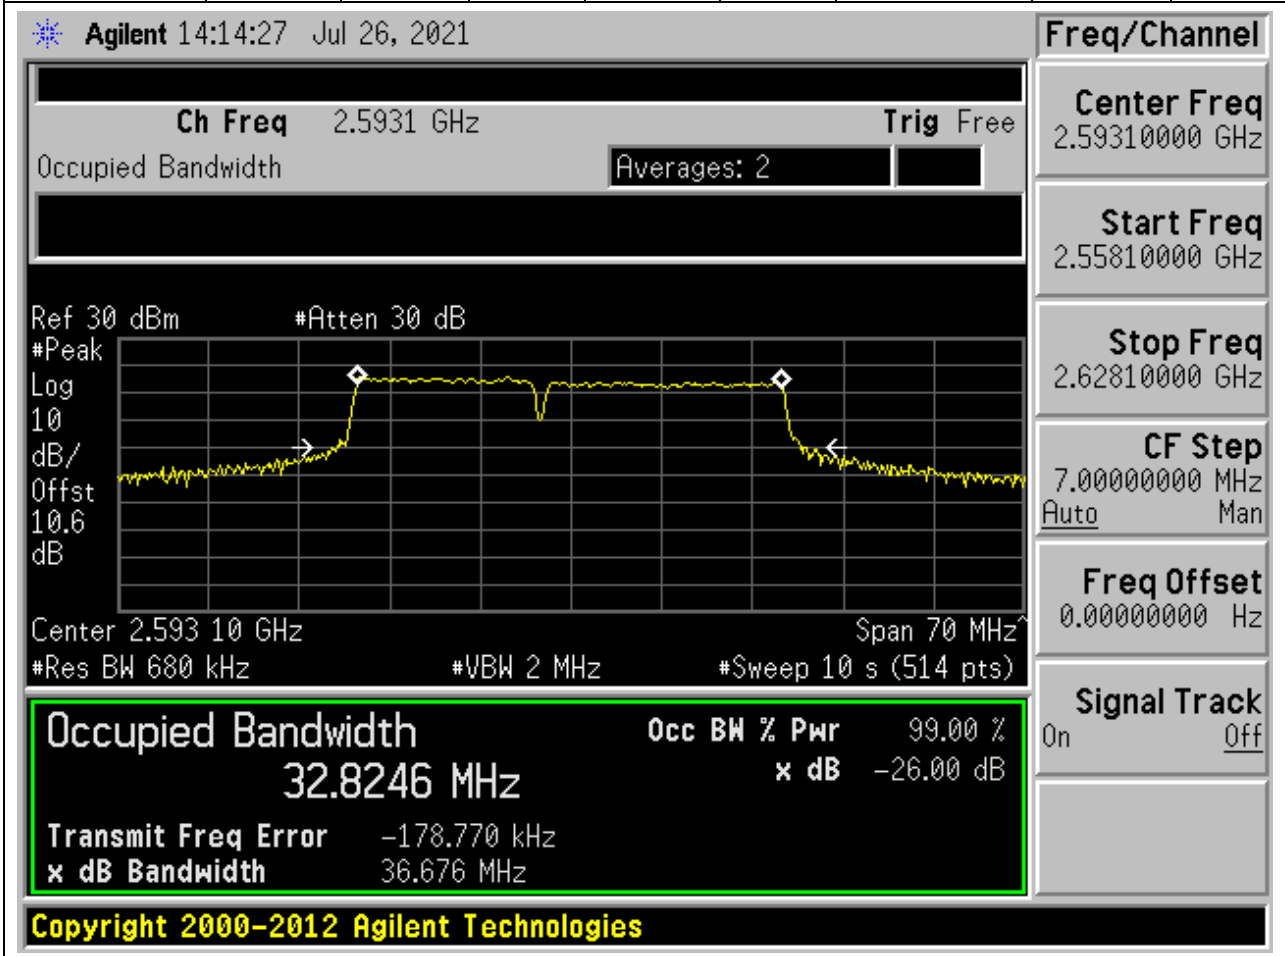 Agilent 14:14:27 Jul 26, 2021
Freq/Channel
Ch Freq 2.5931 GHz Trig Free
Occupied Bandwidth Averages: 2
Ref 30 dBm #Atten 30 dB
#Peak
Log
10
dB/
Offst
10.6
dB
Center 2.593 10 GHz Span 70 MHz^
#Res BW 680 kHz #VBW 2 MHz #Sweep 10 s (514 pts)
Occupied Bandwidth Occ BW % Pwr 99.00 %
32.8246 MHz x dB -26.00 dB
Transmit Freq Error -178.770 kHz
x dB Bandwidth 36.676 MHz
Copyright 2000-2012 Agilent Technologies
Center Freq
2.59310000 GHz
Start Freq
2.55810000 GHz
Stop Freq
2.62810000 GHz
CF Step
7.00000000 MHz
Auto Man
Freq Offset
0.00000000 Hz
Signal Track
On Off